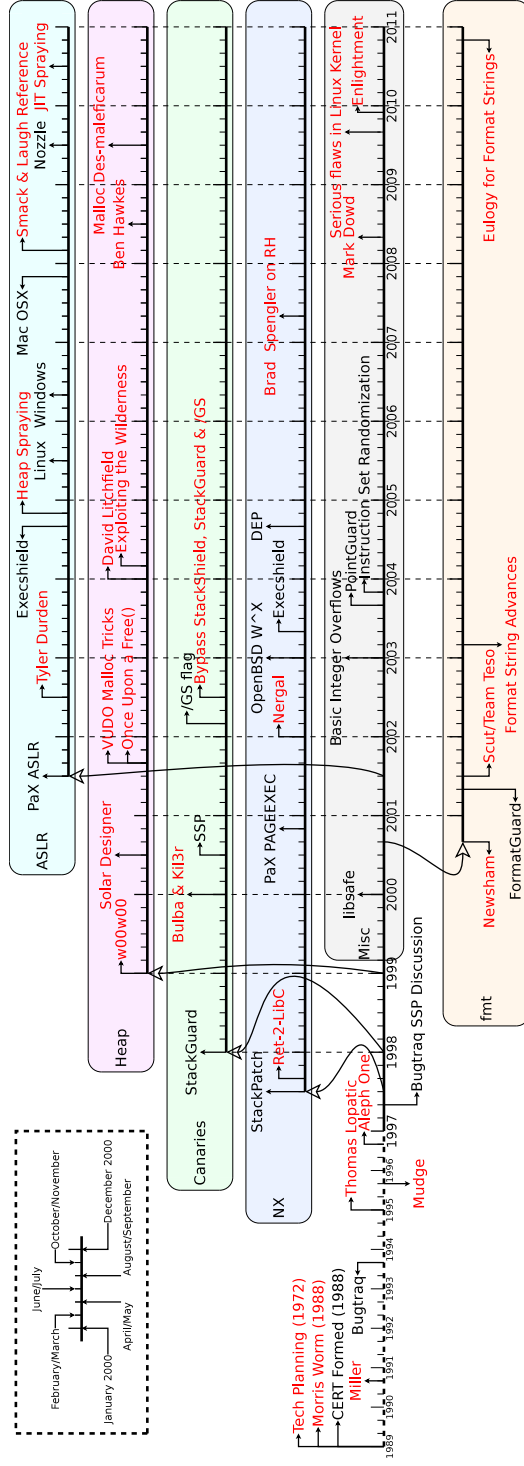 January 2000
February/March
April/May
June/July
August/September
October/November
December 2000
ASLR
PaX ASLR
Tyler Durden
Execshield
Heap Spraying
Linux
Windows
Mac OSX
Smack & Laugh Reference
Nozzle
JIT Spraying
Heap
w00w00
Solar Designer
VUDO Malloc Tricks
Once Upon a Free()
David Litchfield
Exploiting the Wilderness
Ben Hawkes
Malloc Des-maleficarum
Canaries
StackGuard
Bulba & Kil3r
SSP
/GS flag
Bypass StackShield, StackGuard & /GS
NX
StackPatch
Ret-2-LibC
PaX PAGEEXEC
Nergal
OpenBSD W^X
Execshield
DEP
Brad Spengler on RH
Misc
libsafe
Basic Integer Overflows
PointGuard
Instruction Set Randomization
Mark Dowd
Serious flaws in Linux Kernel
Enlightment
Tech Planning (1972)
Morris Worm (1988)
CERT Formed (1988)
Miller
Bugtraq
Thomas Lopatic
Aleph One
1989
1990
1991
1992
1993
1994
1995
1996
1997
1998
1999
2000
2001
2002
2003
2004
2005
2006
2007
2008
2009
2010
2011
Mudge
Bugtraq SSP Discussion
fmt
Newsham
FormatGuard
Scut/Team Teso
Format String Advances
Eulogy for Format Strings